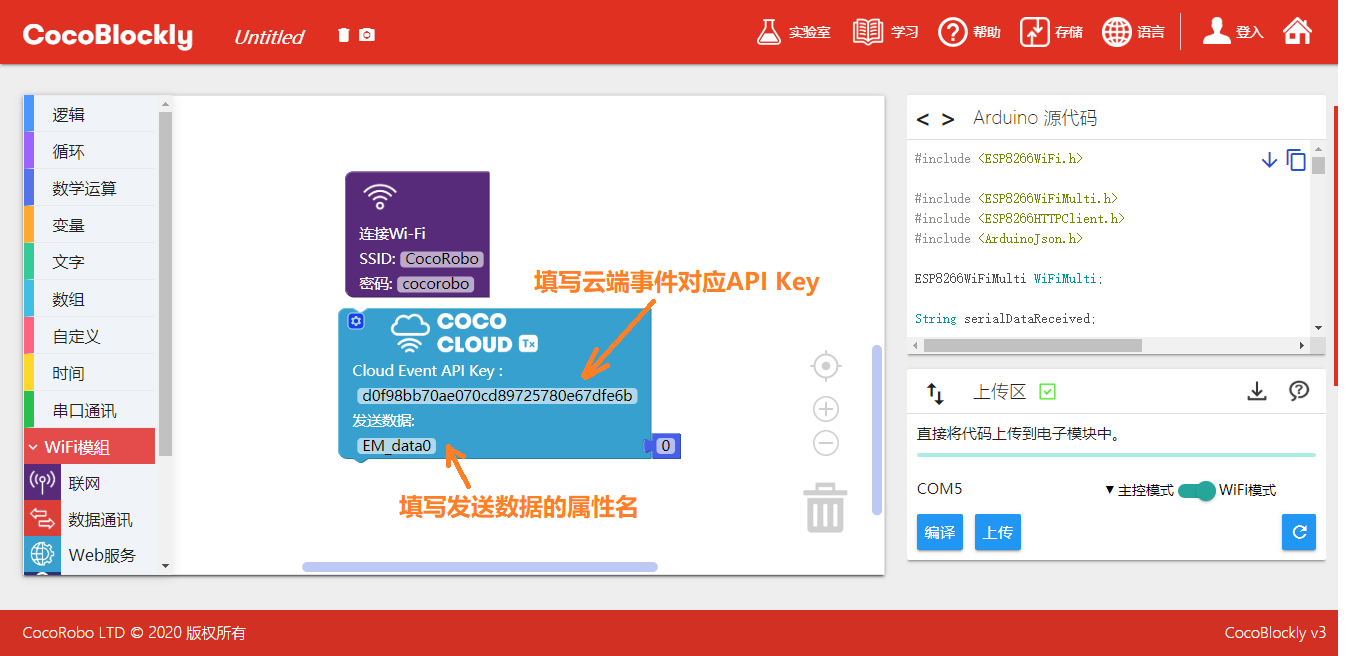 CocoBlockly
Untitled
实验室
学习
帮助
存储
语言
登入
逻辑
循环
数学运算
变量
文字
数组
自定义
时间
串口通讯
WiFi模组
联网
数据通讯
Web服务
连接Wi-Fi
SSID: CocoRobo
密码: cocorobo
填写云端事件对应API Key
COCO
CLOUD Tx
Cloud Event API Key :
d0f98bb70ae070cd89725780e67dfe6b
发送数据:
EM_data0 0
填写发送数据的属性名
< > Arduino 源代码
#include <ESP8266WiFi.h>
#include <ESP8266WiFiMulti.h>
#include <ESP8266HTTPClient.h>
#include <ArduinoJson.h>
ESP8266WiFiMulti WiFiMulti;
String serialDataReceived;
上传区
直接将代码上传到电子模块中。
COM5 ▼ 主控模式 WiFi模式
编译 上传
CocoRobo LTD © 2020 版权所有
CocoBlockly v3